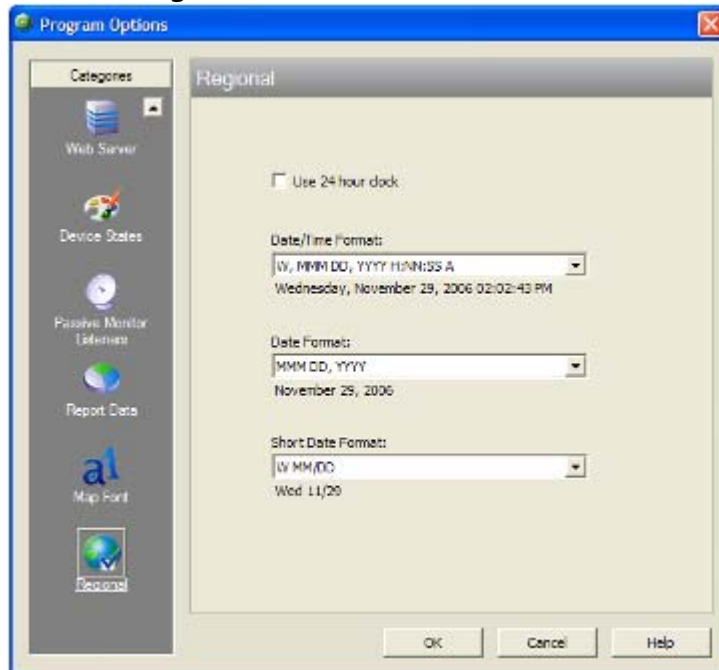 Program Options
Categories
Web Server
Device States
Passive Monitor
Listeners
Report Data
a1
Map Font
Regional
Regional
Use 24 hour clock
Date/Time Format:
W, MMM DD, YYYY H:NN:SS A
Wednesday, November 29, 2006 02:02:43 PM
Date Format:
MMM DD, YYYY
November 29, 2006
Short Date Format:
W MM/DD
Wed 11/29
OK
Cancel
Help